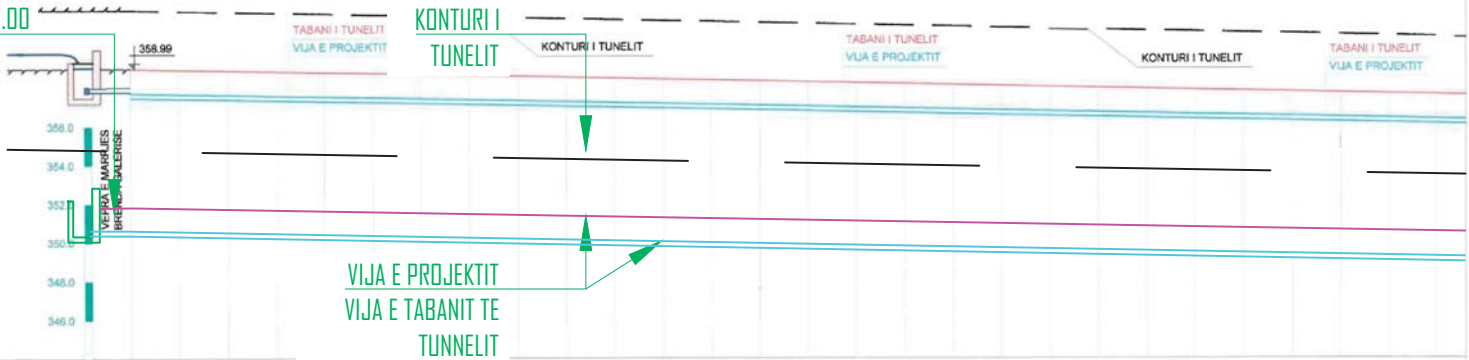 .00
KONTURI I
TUNELIT
TABANI I TUNELIT
VIJA E PROJEKTIT
358.99
KONTURI I TUNELIT
TABANI I TUNELIT
VIJA E PROJEKTIT
KONTURI I TUNELIT
TABANI I TUNELIT
VIJA E PROJEKTIT
356.0
354.0
352.0
350.0
348.0
346.0
VEPRA E MARRJES
BRENDA GALERISE
VIJA E PROJEKTIT
VIJA E TABANIT TE
TUNNELIT